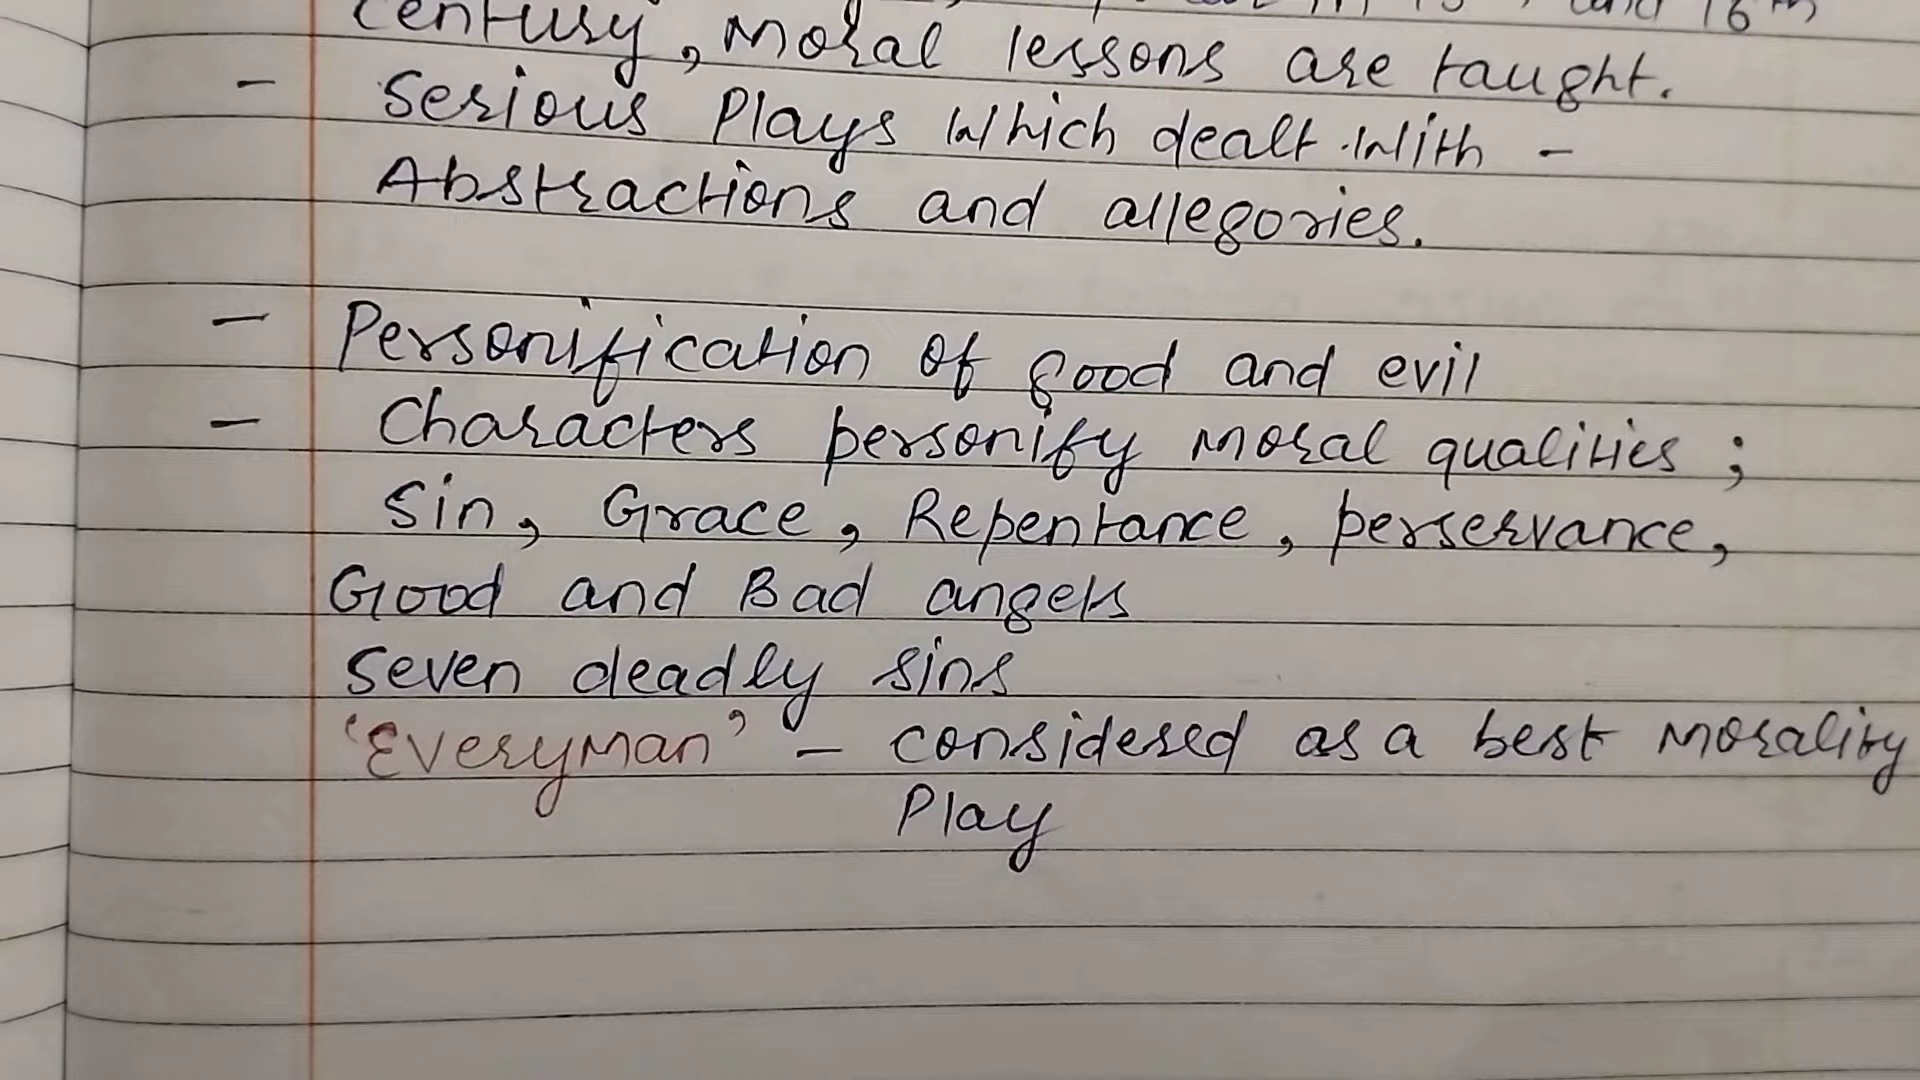 and 16th
century, Moral lessons are taught.
- Serious Plays Which dealt With -
Abstractions and allegories.
- Personification of good and evil
- Characters personify moral qualities ;
Sin, Grace, Repentance, perservance,
Good and Bad angels
Seven deadly sins
'Everyman' - considered as a best Morality
Play